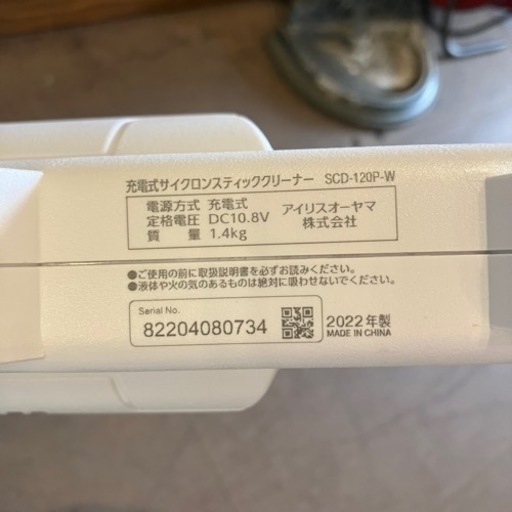 充電式サイクロンスティッククリーナー SCD-120P-W
電源方式 充電式
定格電圧 DC10.8V
質量 1.4kg
アイリスオーヤマ
株式会社
●ご使用の前に取扱説明書を必ずお読みください。
●液体や火の気のあるものは絶対に吸わせないでください。
Serial No.
82204080734
2022年製
MADE IN CHINA